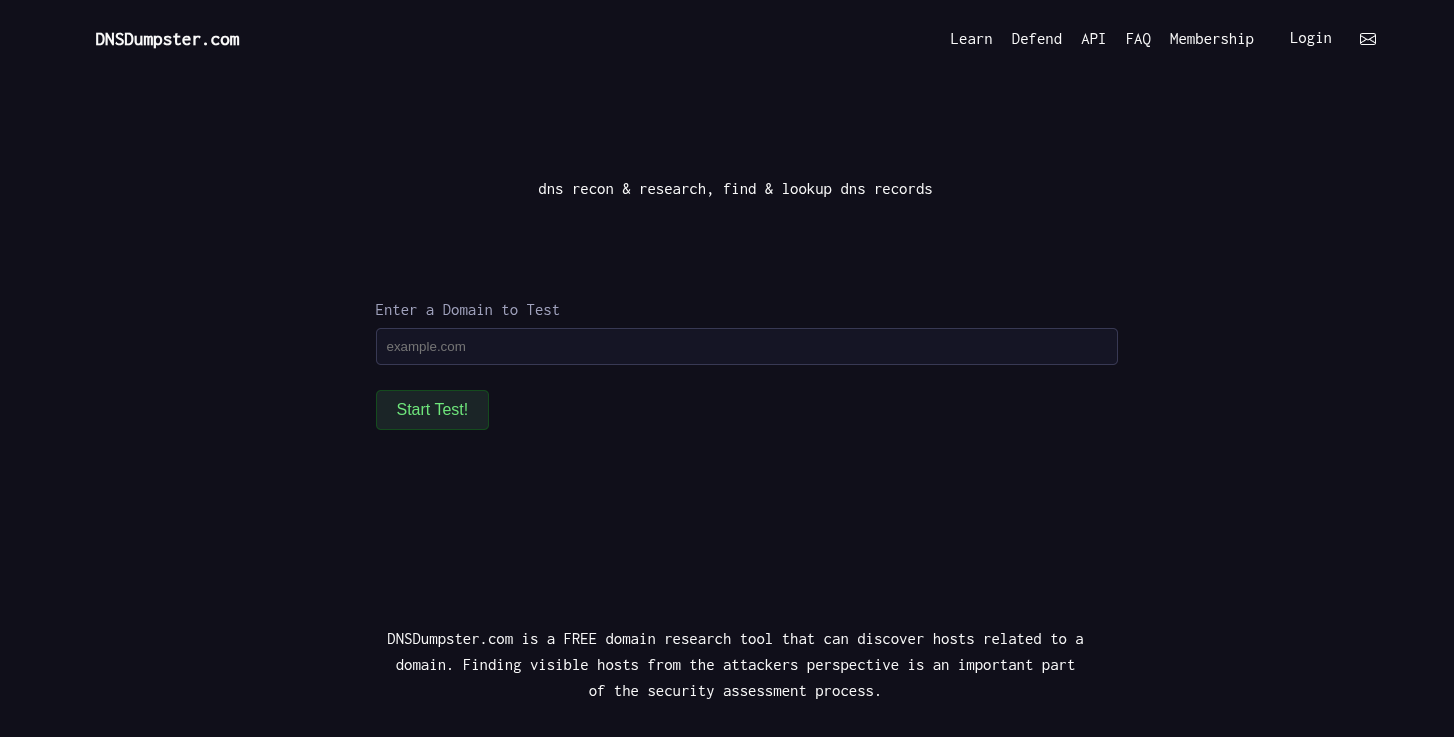 DNSDumpster.com
Learn Defend API FAQ Membership Login
dns recon & research, find & lookup dns records
Enter a Domain to Test
example.com
Start Test!
DNSDumpster.com is a FREE domain research tool that can discover hosts related to a
domain. Finding visible hosts from the attackers perspective is an important part
of the security assessment process.